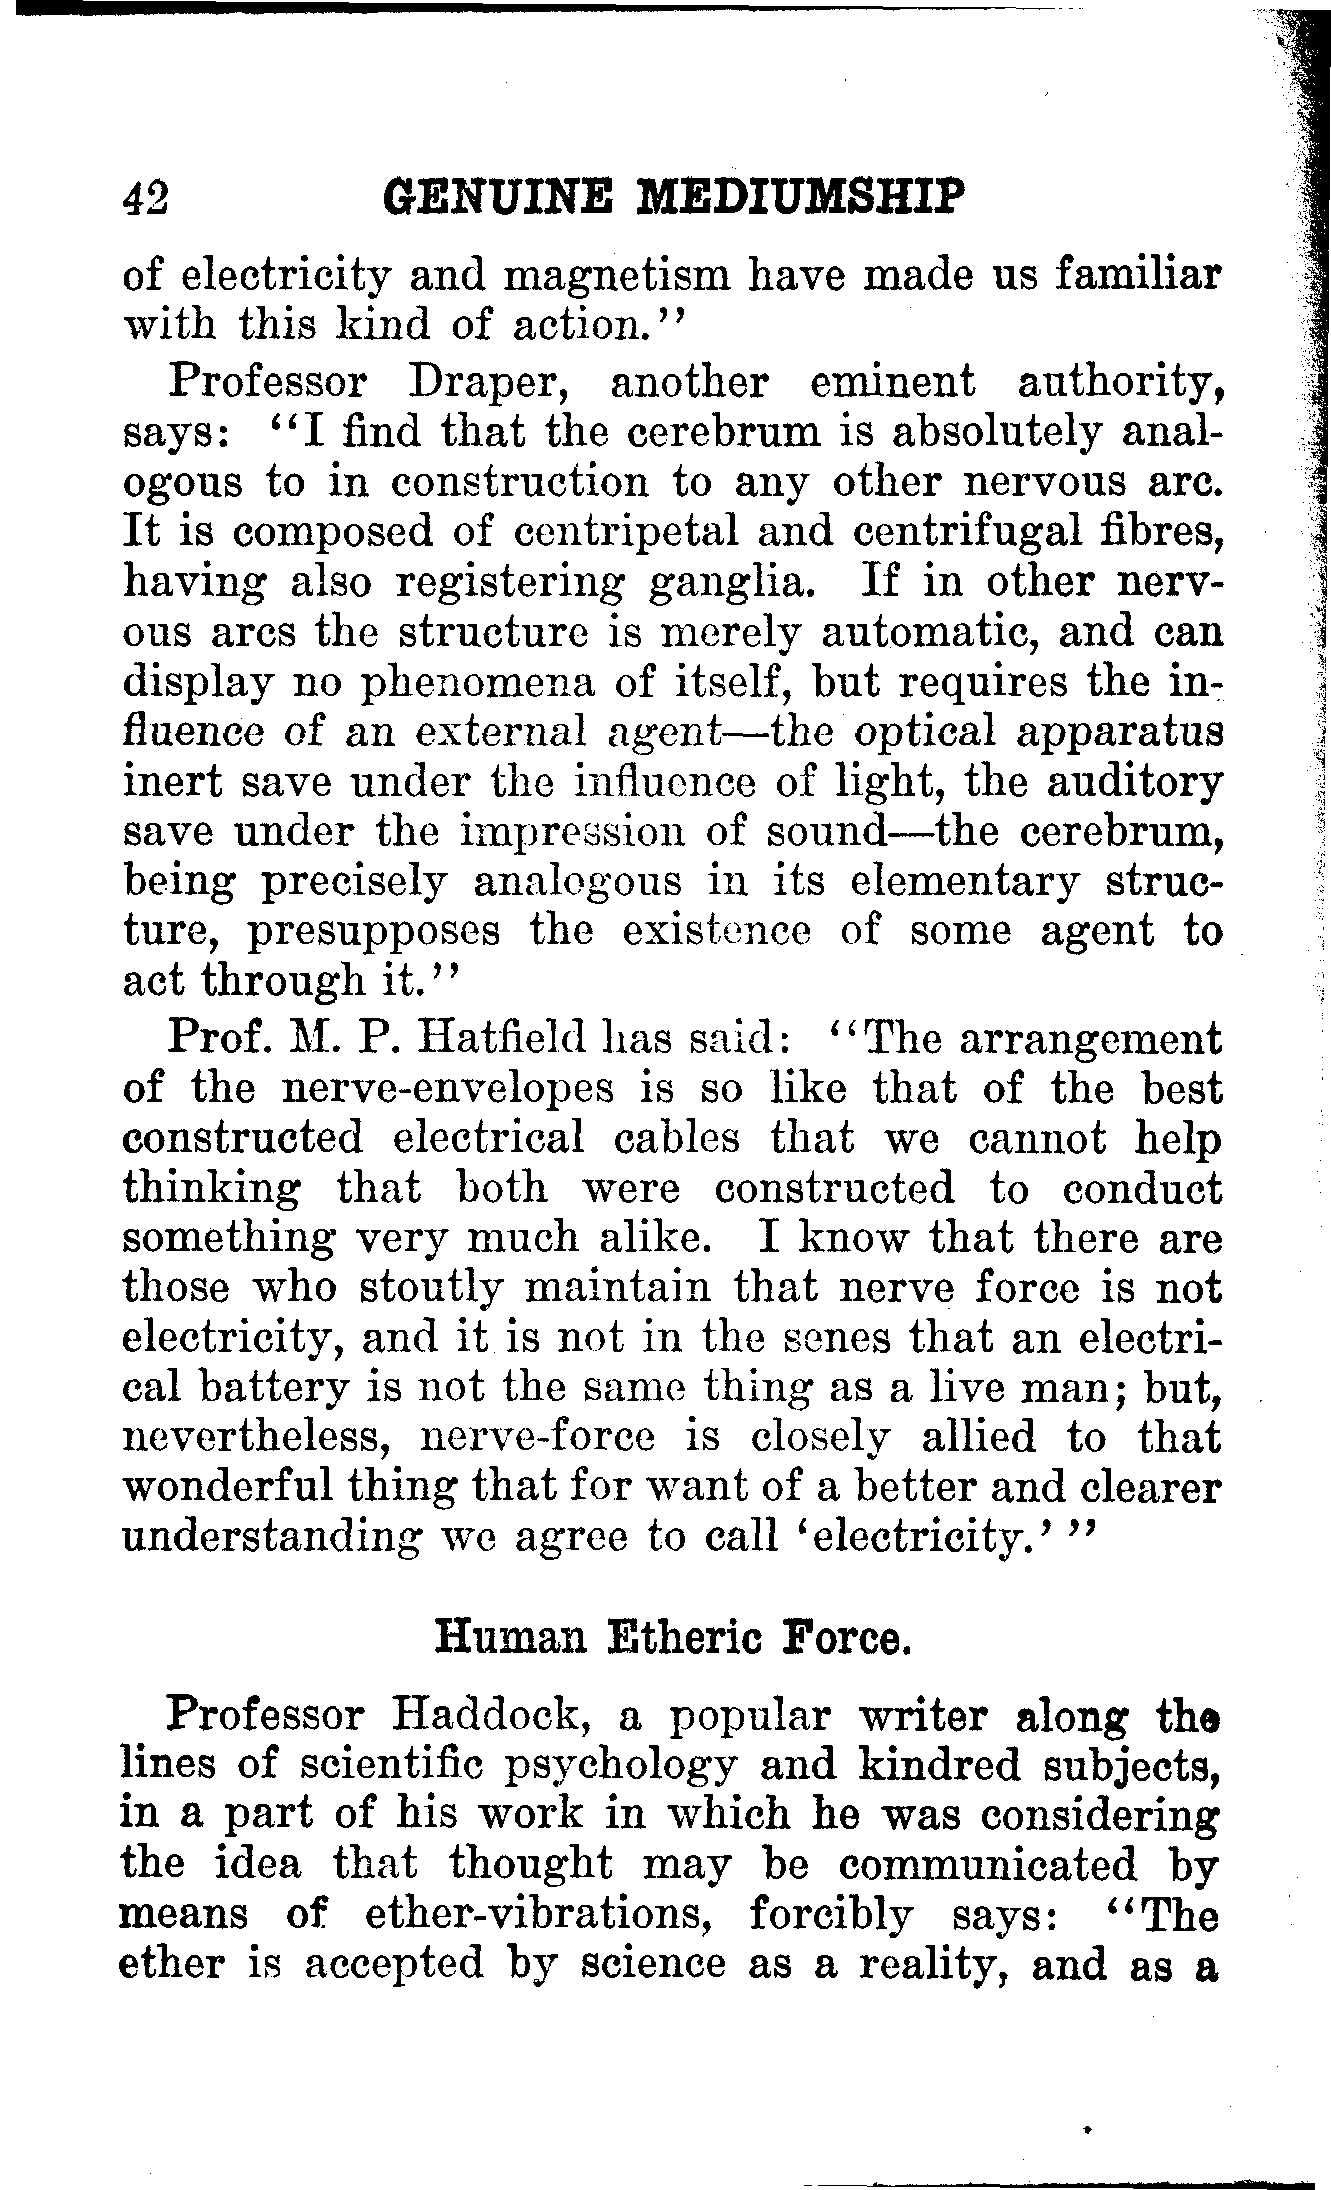 42 GENUINE MEDIUMSHIP
of electricity and magnetism have made us familiar
with this kind of action."
Professor Draper, another eminent authority,
says: "I find that the cerebrum is absolutely anal-
ogous to in construction to any other nervous arc.
It is composed of centripetal and centrifugal fibres,
having also registering ganglia. If in other nerv-
ous arcs the structure is merely automatic, and can
display no phenomena of itself, but requires the in-
fluence of an external agent—the optical apparatus
inert save under the influence of light, the auditory
save under the impression of sound—the cerebrum,
being precisely analogous in its elementary struc-
ture, presupposes the existence of some agent to
act through it."
Prof. M. P. Hatfield has said: "The arrangement
of the nerve-envelopes is so like that of the best
constructed electrical cables that we cannot help
thinking that both were constructed to conduct
something very much alike. I know that there are
those who stoutly maintain that nerve force is not
electricity, and it is not in the senes that an electri-
cal battery is not the same thing as a live man; but,
nevertheless, nerve-force is closely allied to that
wonderful thing that for want of a better and clearer
understanding we agree to call 'electricity.' "
Human Etheric Force.
Professor Haddock, a popular writer along the
lines of scientific psychology and kindred subjects,
in a part of his work in which he was considering
the idea that thought may be communicated by
means of ether-vibrations, forcibly says: "The
ether is accepted by science as a reality, and as a